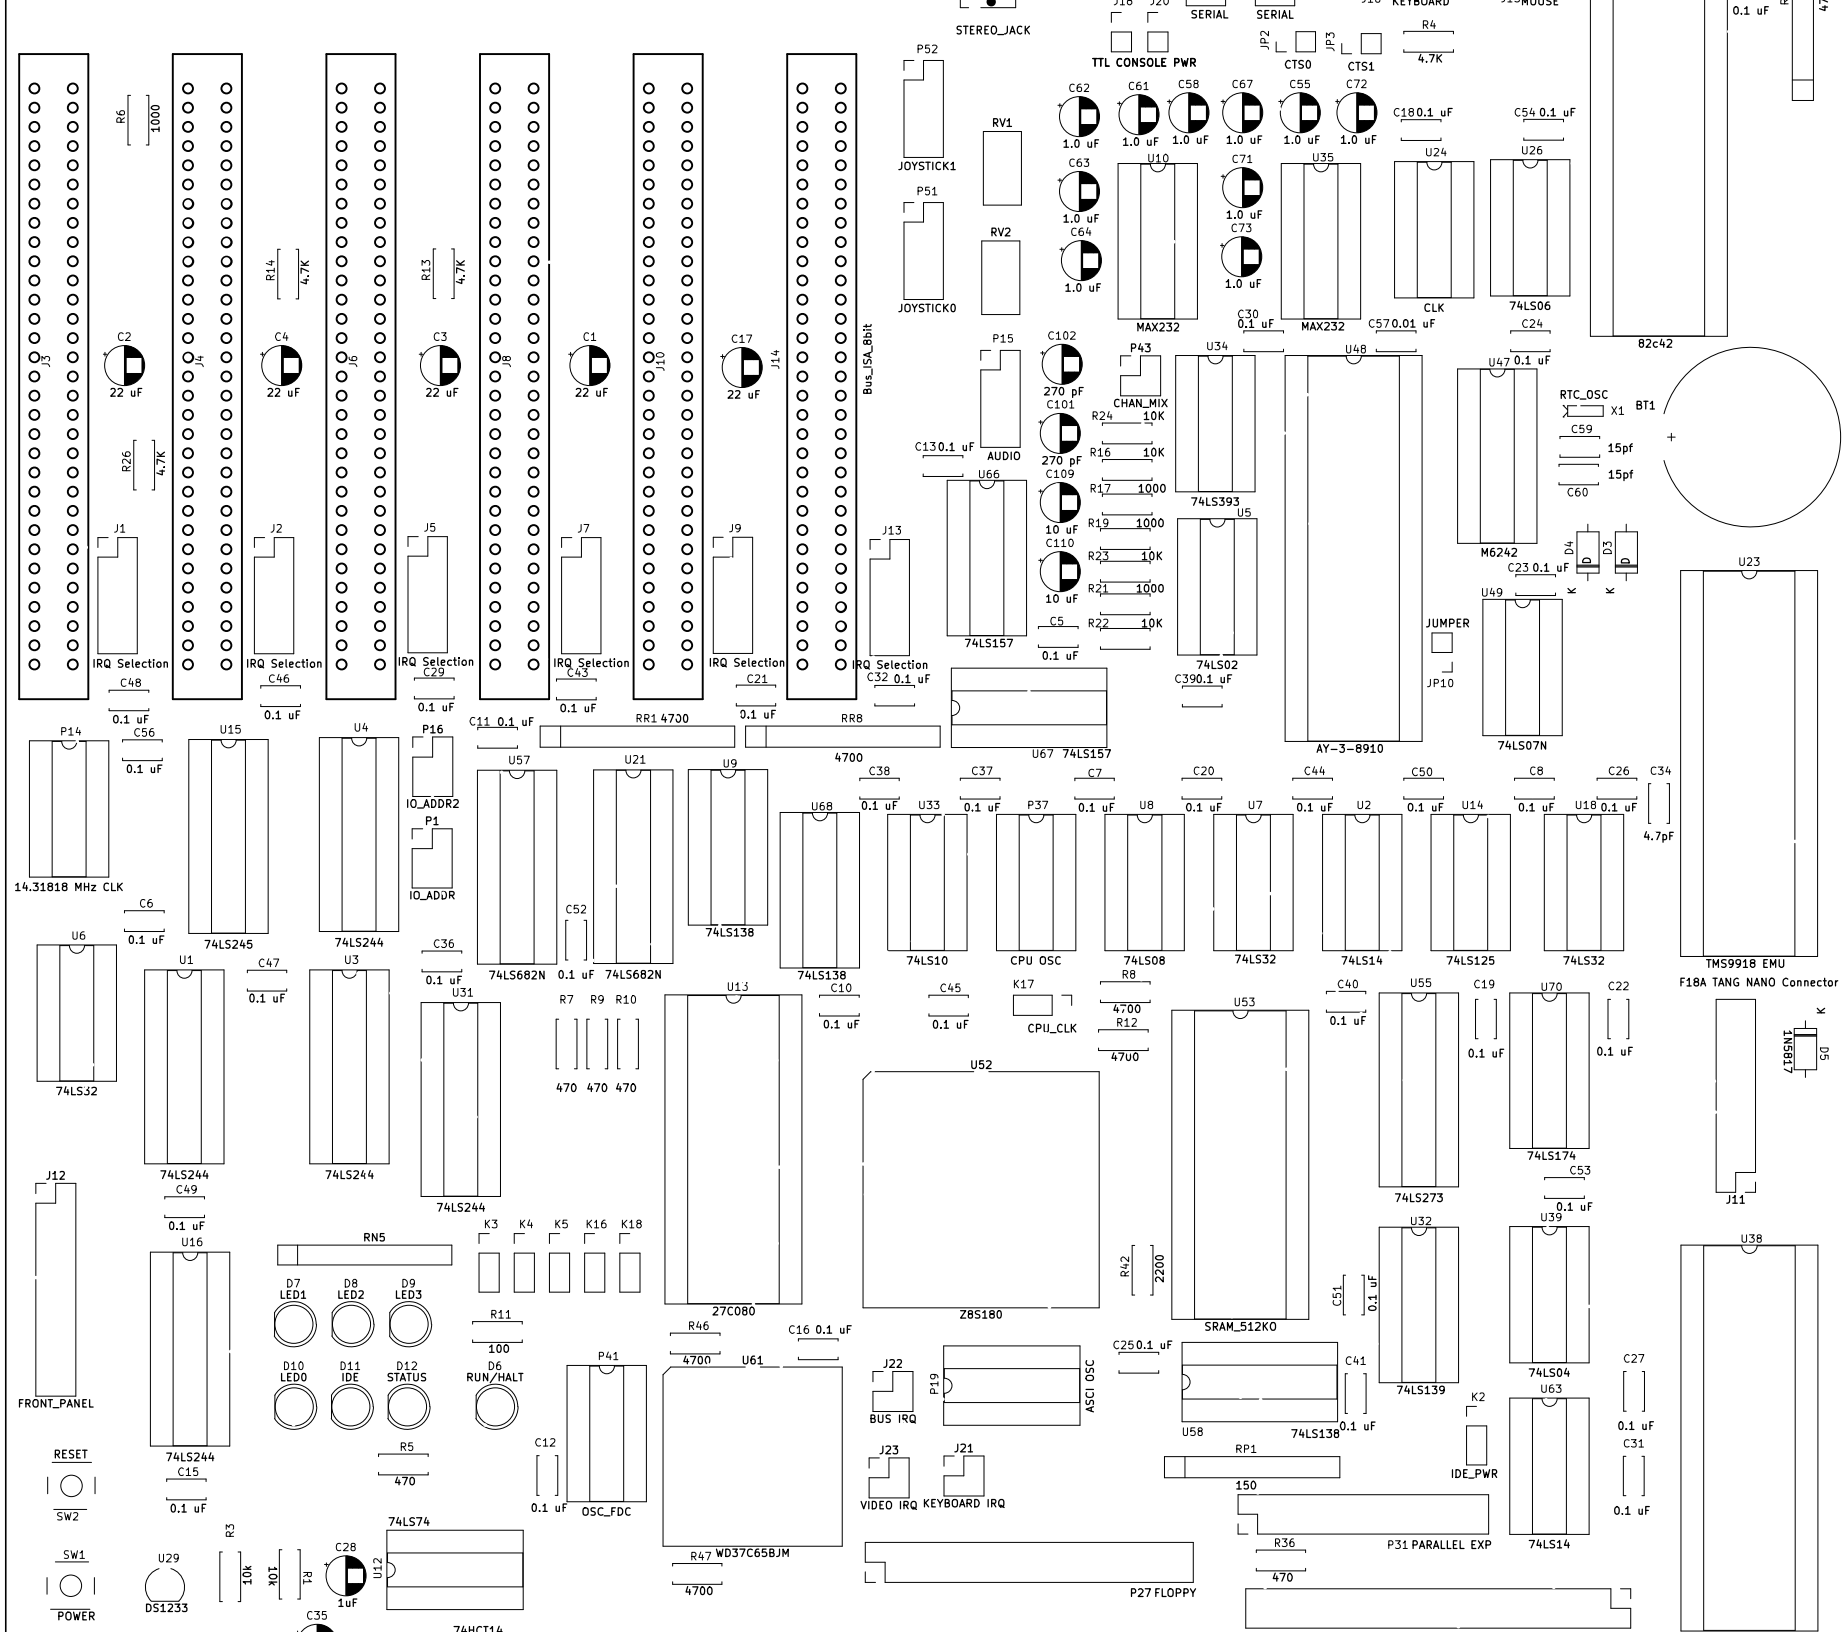 J18 J20
SERIAL SERIAL
KEYBOARD
MOUSE
0.1 uF
STEREO_JACK
TTL CONSOLE PWR
JP2 CTS0
JP3 CTS1
R4 4.7K
P52 JOYSTICK1
P51 JOYSTICK0
RV1
RV2
C62 1.0 uF
C61 1.0 uF
C58 1.0 uF
C67 1.0 uF
C55 1.0 uF
C72 1.0 uF
C18 0.1 uF
C54 0.1 uF
C63 1.0 uF
C64 1.0 uF
C71 1.0 uF
C73 1.0 uF
U10 MAX232
U35 MAX232
U24 CLK
U26 74LS06
82c42
R6 1000
R14 4.7K
R13 4.7K
R26 4.7K
J3
J4
J6
J8
J10
J14 Bus_ISA_8bit
C2 22 uF
C4 22 uF
C3 22 uF
C1 22 uF
C17 22 uF
P15 AUDIO
C102 270 pF
C101 270 pF
C109 10 uF
C110 10 uF
P43 CHAN_MIX
R24 10K
R16 10K
R17 1000
R19 1000
R23 10K
R21 1000
R22 10K
C30 0.1 uF
C57 0.01 uF
C24 0.1 uF
U34 74LS393
U48 AY-3-8910
U47 M6242
RTC_OSC X1
BT1
+
C59 15pf
15pf C60
C13 0.1 uF
U66 74LS157
U5 74LS02
D4 D K
D3 D K
C23 0.1 uF
U49 74LS07N
JUMPER JP10
U23 TMS9918 EMU
J1 IRQ Selection
J2 IRQ Selection
J5 IRQ Selection
J7 IRQ Selection
J9 IRQ Selection
J13 IRQ Selection
C5 0.1 uF
C48 0.1 uF
C46 0.1 uF
C29 0.1 uF
C43 0.1 uF
C21 0.1 uF
C32 0.1 uF
C39 0.1 uF
U67 74LS157
P14 14.31818 MHz CLK
C56 0.1 uF
U15 74LS245
U4 74LS244
P16 IO_ADDR2
P1 IO_ADDR
C11 0.1 uF
RR1 4700
RR8 4700
U57 74LS682N
U21 74LS682N
U9 74LS138
U68 74LS138
C38 0.1 uF
C37 0.1 uF
C7 0.1 uF
C20 0.1 uF
C44 0.1 uF
C50 0.1 uF
C8 0.1 uF
C26 0.1 uF
C34 4.7pF
U33 74LS10
P37 CPU OSC
U8 74LS08
U7 74LS32
U2 74LS14
U14 74LS125
U18 74LS32
C6 0.1 uF
C52 0.1 uF
U6 74LS32
U1 74LS244
C47 0.1 uF
U3 74LS244
C36 0.1 uF
U31 74LS244
R7 470
R9 470
R10 470
U13 27C080
C10 0.1 uF
C45 0.1 uF
K17 CPU_CLK
R8 4700
R12 4700
U53 SRAM_512KO
C40 0.1 uF
U55 74LS273
C19 0.1 uF
U70 74LS174
C22 0.1 uF
F18A TANG NANO Connector
J11
K D5 1N5817
U52 Z8S180
J12 FRONT_PANEL
C49 0.1 uF
U16 74LS244
RN5
K3 K4 K5 K16 K18
D7 LED1
D8 LED2
D9 LED3
D10 LED0
D11 IDE
D12 STATUS
D6 RUN/HALT
R11 100
R46 4700
C16 0.1 uF
R42 2200
C51 0.1 uF
U32 74LS139
C53 0.1 uF
U39 74LS04
U38
P41 OSC_FDC
U61 WD37C65BJM
J22 BUS IRQ
P19 ASCI OSC
C25 0.1 uF
U58 74LS138
C41 0.1 uF
K2 IDE_PWR
U63 74LS14
C27 0.1 uF
C31 0.1 uF
RESET SW2
C15 0.1 uF
R5 470
C12 0.1 uF
J23 VIDEO IRQ
J21 KEYBOARD IRQ
RP1 150
P31 PARALLEL EXP
SW1 POWER
U29 DS1233
R3 10k
R1 10k
C28 1uF
74LS74 U12
R47 4700
P27 FLOPPY
R36 470
C35
74HCT14